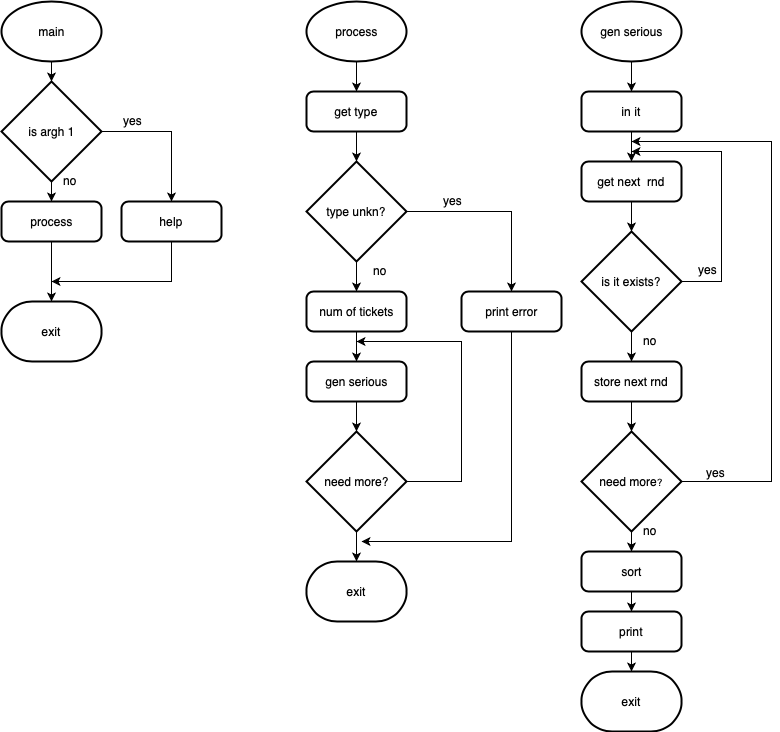 main
is argh 1
yes
no
process
help
exit
process
get type
type unkn?
yes
no
num of tickets
print error
gen serious
need more?
exit
gen serious
in it
get next rnd
is it exists?
yes
no
store next rnd
need more?
yes
no
sort
print
exit